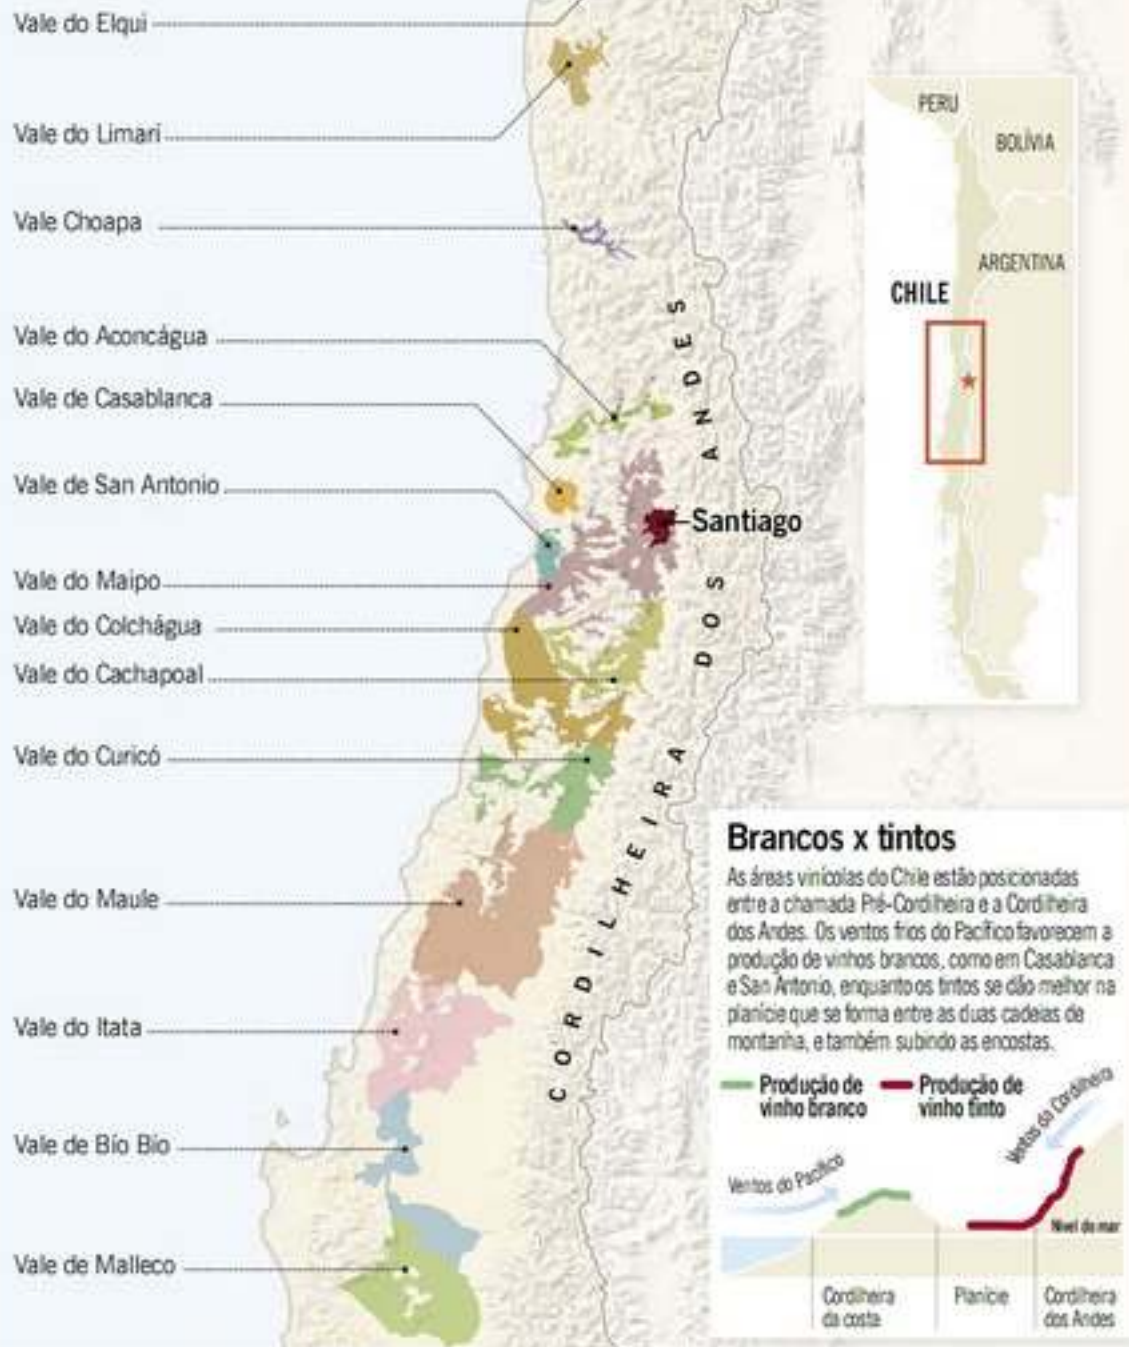 Vale do Elqui
Vale do Limarí
Vale Choapa
Vale do Aconcágua
Vale de Casablanca
Vale de San Antonio
Vale do Maipo
Vale do Colchágua
Vale do Cachapoal
Vale do Curicó
Vale do Maule
Vale do Itata
Vale de Bío Bio
Vale de Malleco
Santiago
CORDILHEIRA DOS ANDES
PERU
BOLÍVIA
ARGENTINA
CHILE
Brancos x tintos
As áreas vinícolas do Chile estão posicionadas
entre a chamada Pré-Cordilheira e a Cordilheira
dos Andes. Os ventos frios do Pacífico favorecem a
produção de vinhos brancos, como em Casablanca
e San Antonio, enquanto os tintos se dão melhor na
planície que se forma entre as duas cadeias de
montanha, e também subindo as encostas.
Produção de
vinho branco
Produção de
vinho tinto
Ventos do Pacífico
Ventos da Cordilheira
Nível do mar
Cordilheira
da costa
Planície
Cordilheira
dos Andes